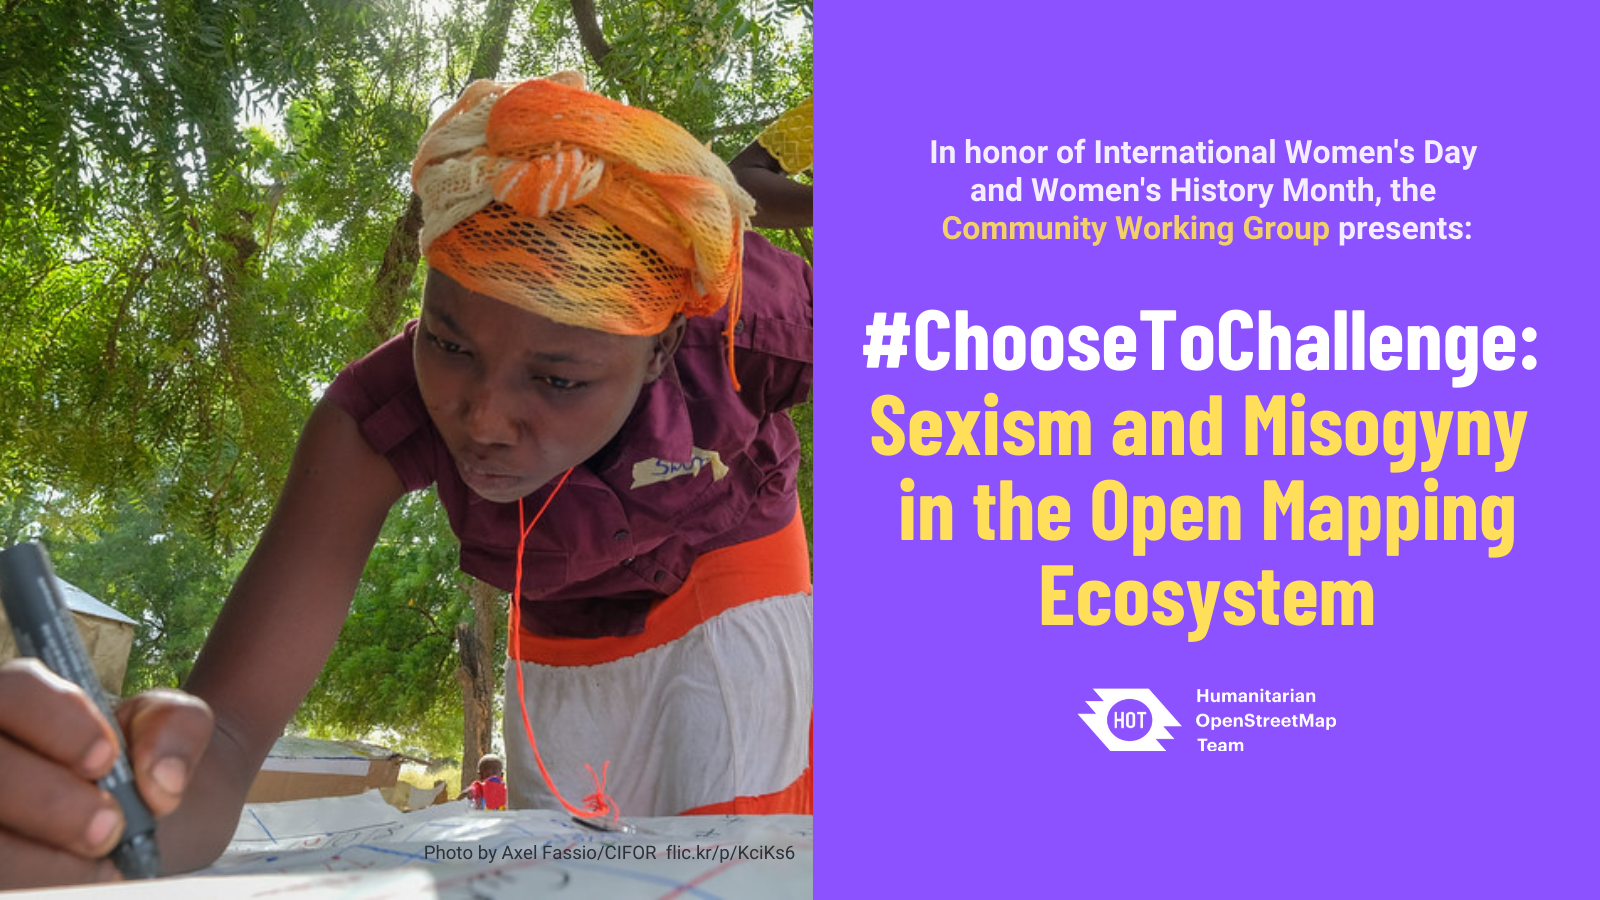 In honor of International Women's Day
and Women's History Month, the
Community Working Group presents:
#ChooseToChallenge:
Sexism and Misogyny
in the Open Mapping
Ecosystem
HOT
Humanitarian
OpenStreetMap
Team
Photo by Axel Fassio/CIFOR flic.kr/p/KciKs6